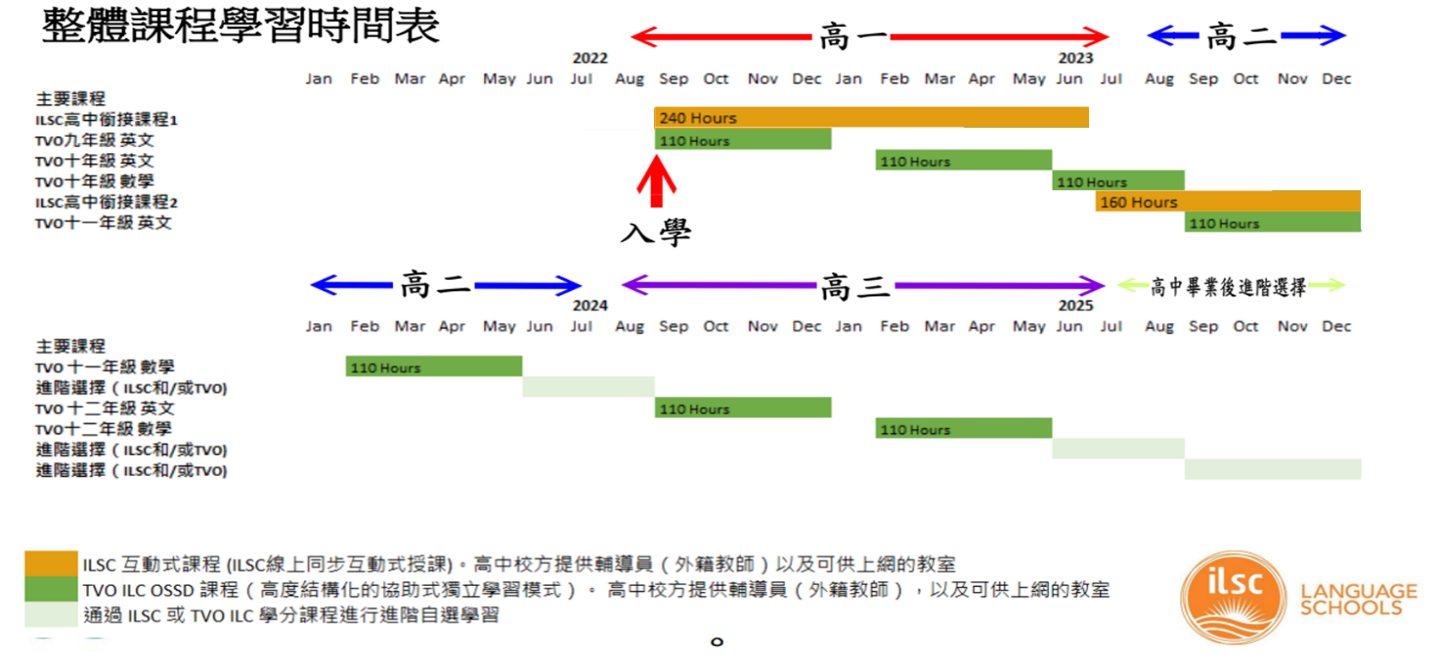 整體課程學習時間表
高一
高二
2022
2023
Jan Feb Mar Apr May Jun Jul Aug Sep Oct Nov Dec Jan Feb Mar Apr May Jun Jul Aug Sep Oct Nov Dec
主要課程
ILSC高中銜接課程1 240 Hours
TVO九年級 英文 110 Hours
TVO十年級 英文 110 Hours
TVO十年級 數學 110 Hours
ILSC高中銜接課程2 160 Hours
TVO十一年級 英文 110 Hours
入學
高二
高三
高中畢業後進階選擇
2024
2025
Jan Feb Mar Apr May Jun Jul Aug Sep Oct Nov Dec Jan Feb Mar Apr May Jun Jul Aug Sep Oct Nov Dec
主要課程
TVO 十一年級 數學 110 Hours
進階選擇（ILSC和/或TVO)
TVO 十二年級 英文 110 Hours
TVO十二年級 數學 110 Hours
進階選擇（ILSC和/或TVO)
進階選擇（ILSC和/或TVO)
ILSC 互動式課程 (ILSC線上同步互動式授課)。高中校方提供輔導員（外籍教師）以及可供上網的教室
TVO ILC OSSD 課程（高度結構化的協助式獨立學習模式）。 高中校方提供輔導員（外籍教師），以及可供上網的教室
通過 ILSC 或 TVO ILC 學分課程進行進階自選學習
ilsc
LANGUAGE
SCHOOLS